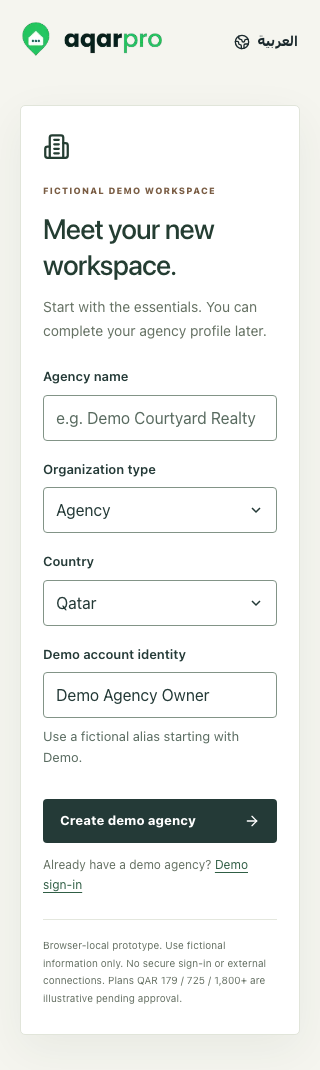 aqarpro
العربية
FICTIONAL DEMO WORKSPACE
Meet your new
workspace.
Start with the essentials. You can
complete your agency profile later.
Agency name
e.g. Demo Courtyard Realty
Organization type
Agency
Country
Qatar
Demo account identity
Demo Agency Owner
Use a fictional alias starting with
Demo.
Create demo agency
Already have a demo agency? Demo
sign-in
Browser-local prototype. Use fictional
information only. No secure sign-in or external
connections. Plans QAR 179 / 725 / 1,800+ are
illustrative pending approval.